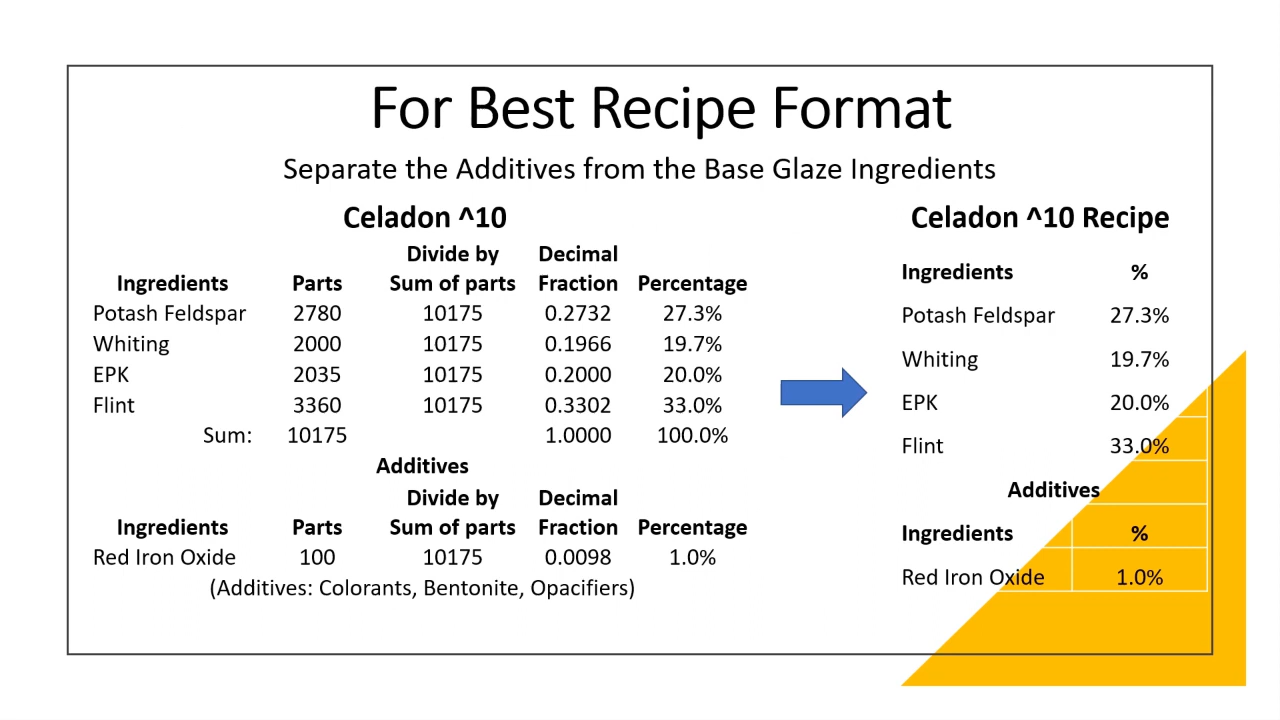 For Best Recipe Format
Separate the Additives from the Base Glaze Ingredients
Celadon ^10
Divide by Decimal
Ingredients Parts Sum of parts Fraction Percentage
Potash Feldspar 2780 10175 0.2732 27.3%
Whiting 2000 10175 0.1966 19.7%
EPK 2035 10175 0.2000 20.0%
Flint 3360 10175 0.3302 33.0%
Sum: 10175 1.0000 100.0%
Additives
Divide by Decimal
Ingredients Parts Sum of parts Fraction Percentage
Red Iron Oxide 100 10175 0.0098 1.0%
(Additives: Colorants, Bentonite, Opacifiers)
Celadon ^10 Recipe
Ingredients %
Potash Feldspar 27.3%
Whiting 19.7%
EPK 20.0%
Flint 33.0%
Additives
Ingredients %
Red Iron Oxide 1.0%